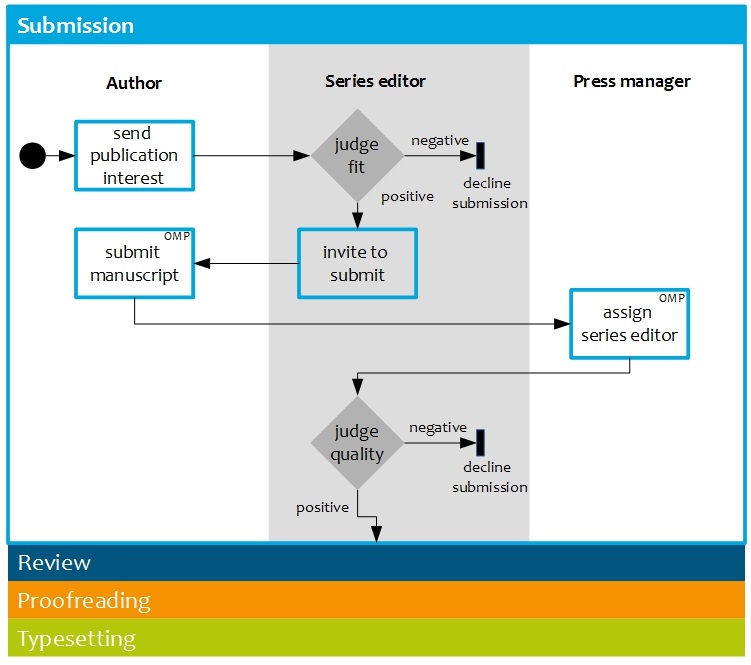 Submission
Author
Series editor
Press manager
send
publication
interest
judge
fit
negative
decline
submission
positive
OMP
submit
manuscript
invite to
submit
OMP
assign
series editor
judge
quality
negative
decline
submission
positive
Review
Proofreading
Typesetting